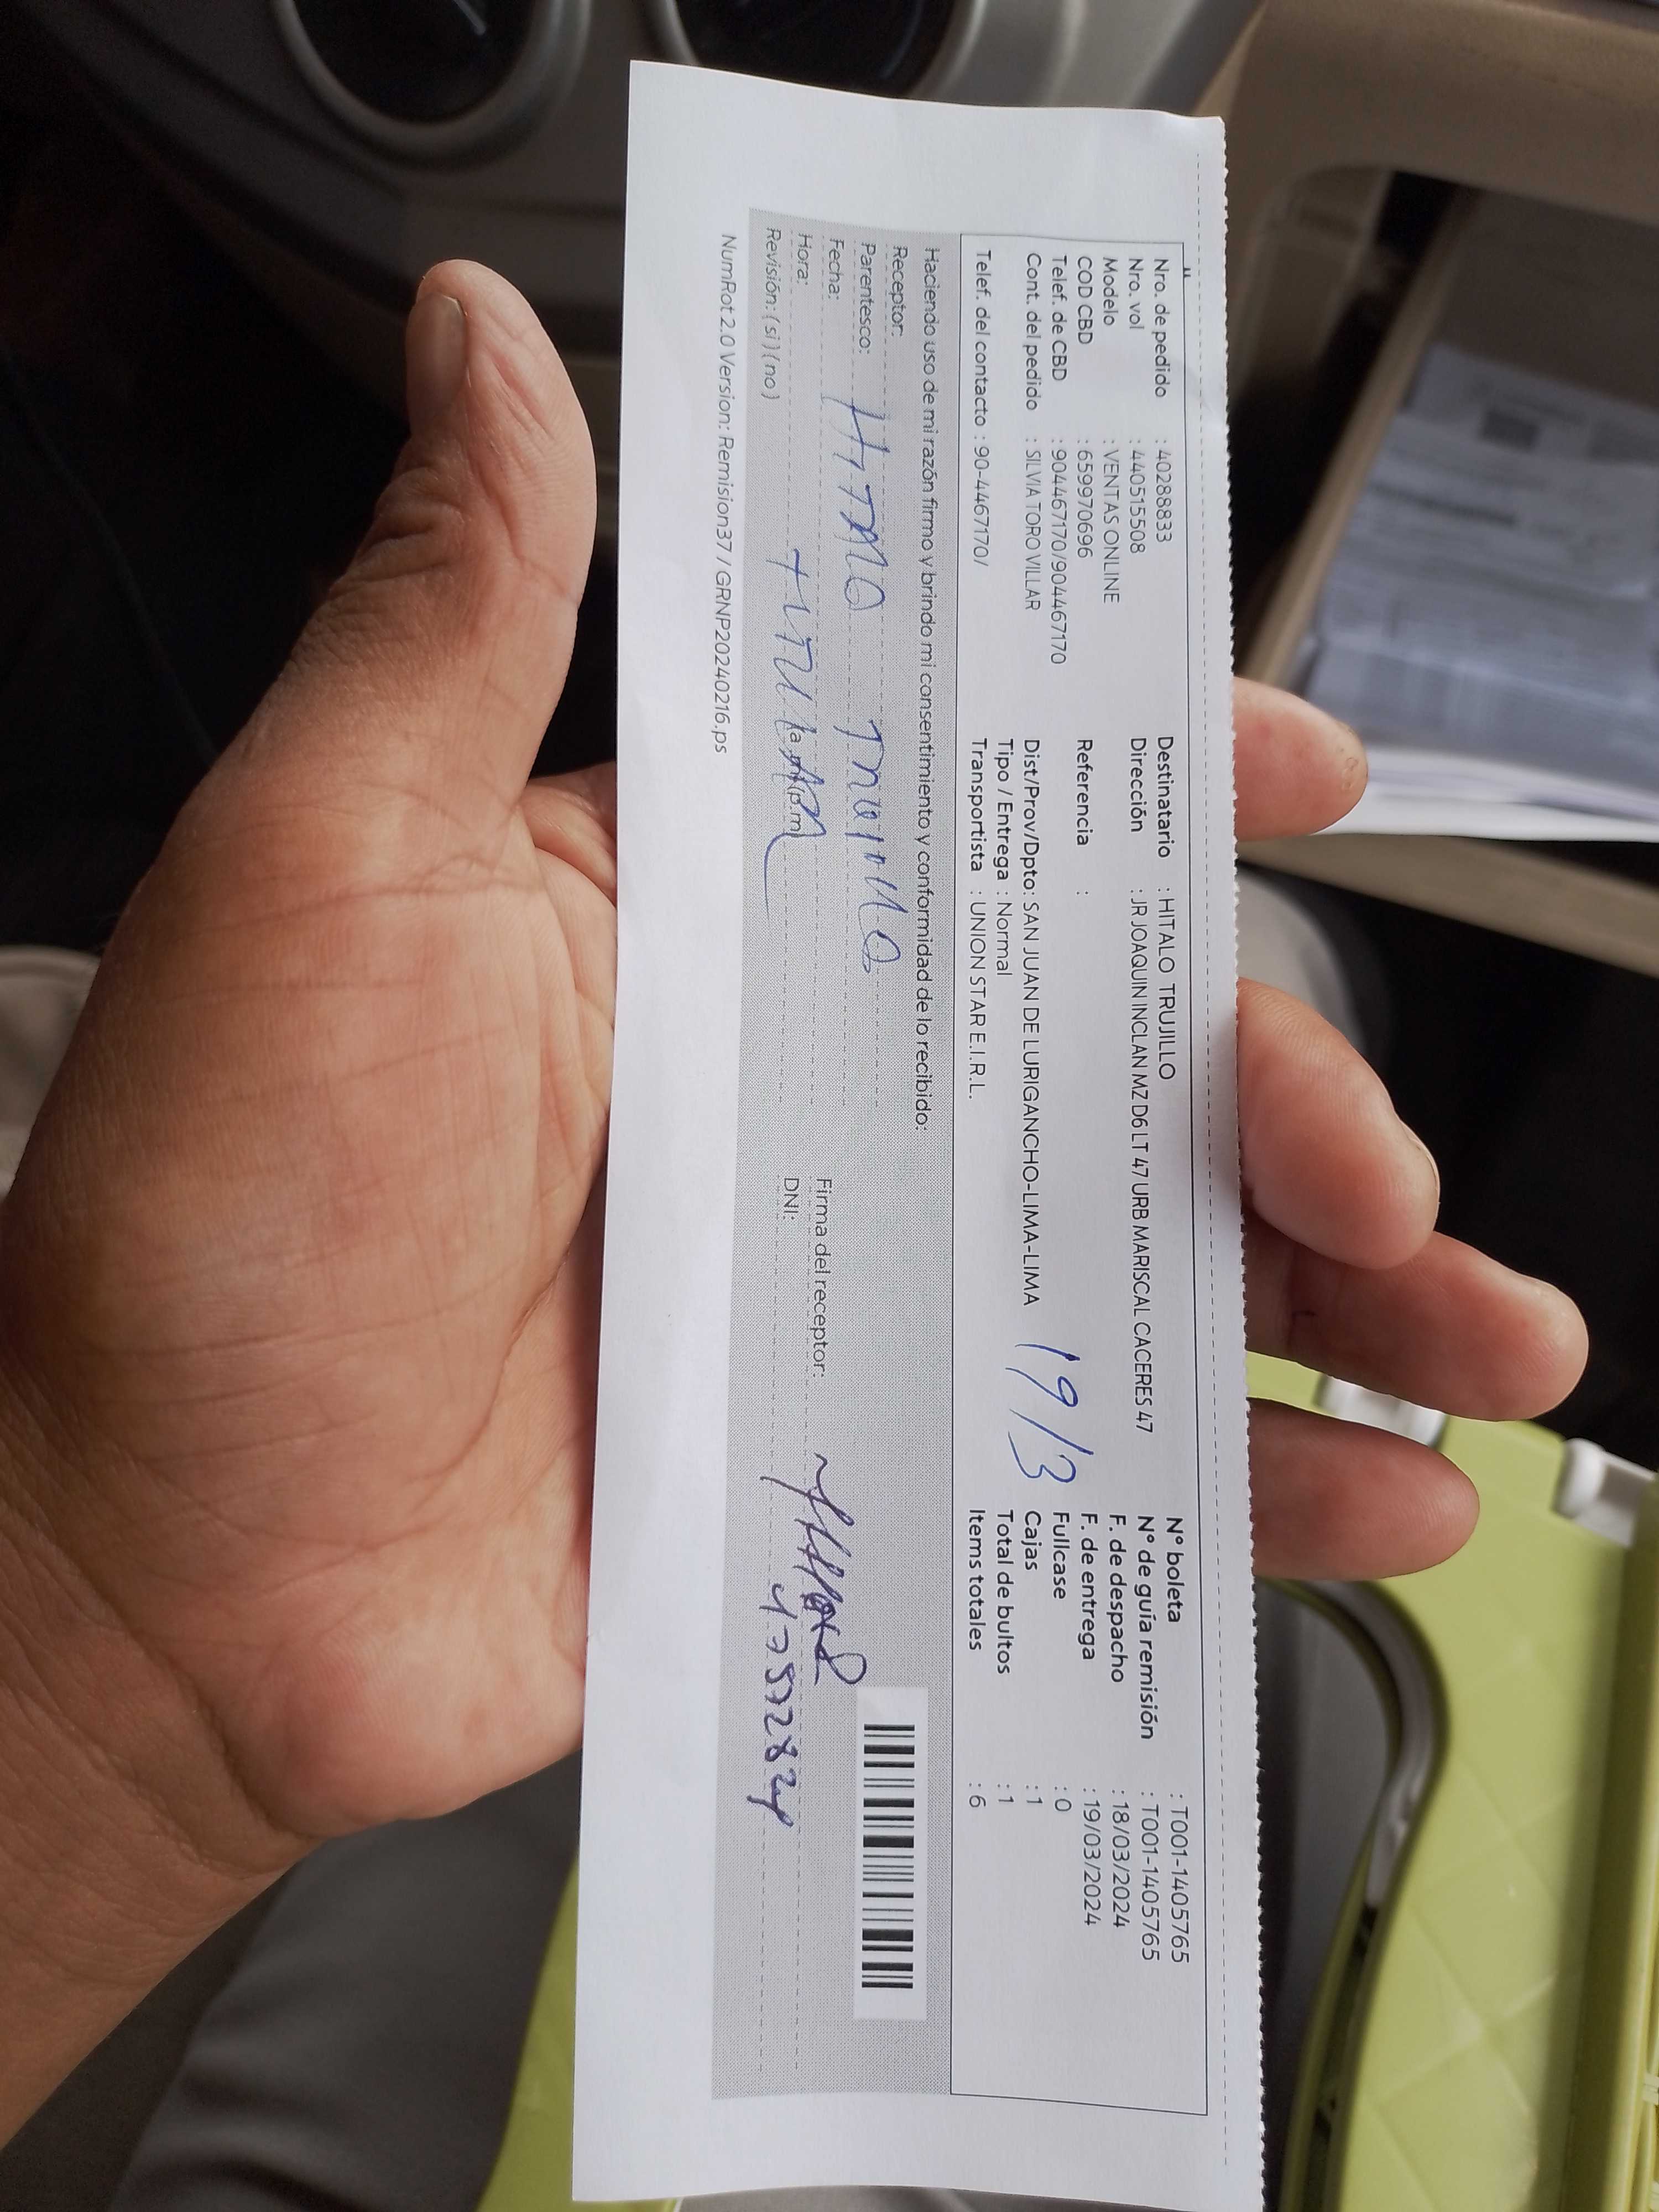 Nro. de pedido : 40288833 Destinatario : HITALO TRUJILLO N° boleta : T001-1405765
Nro. vol : 440515508 Dirección : JR JOAQUIN INCLAN MZ D6 LT 47 URB MARISCAL CACERES 47 N° de guía remisión : T001-1405765
Modelo : VENTAS ONLINE F. de despacho : 18/03/2024
COD CBD : 659970696 Referencia : F. de entrega : 19/03/2024
Telef. de CBD : 904467170/904467170 Fullcase : 0
Cont. del pedido : SILVIA TORO VILLAR Dist/Prov/Dpto: SAN JUAN DE LURIGANCHO-LIMA-LIMA 19/3 Cajas : 1
Tipo / Entrega : Normal Total de bultos : 1
Telef. del contacto : 90-4467170/ Transportista : UNION STAR E.I.R.L. Items totales : 6
Haciendo uso de mi razón firmo y brindo mi consentimiento y conformidad de lo recibido:
Receptor:
Parentesco: HITALO TRUJILLO
Fecha: Firma del receptor:
Hora: TITULAR DNI:
Revisión: ( si ) ( no )
NumRot 2.0 Version: Remision37 / GRNP20240216.ps